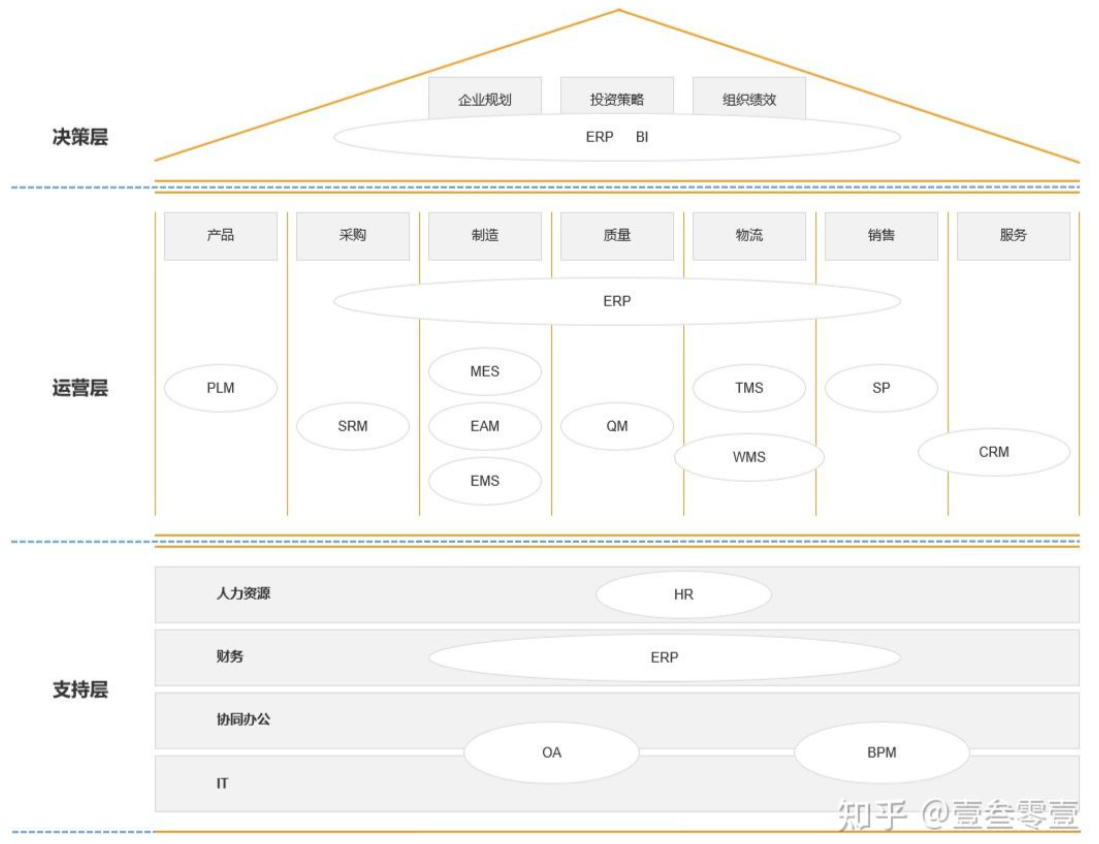 企业规划 投资策略 组织绩效
决策层
ERP BI
产品 采购 制造 质量 物流 销售 服务
ERP
MES
运营层
PLM TMS SP
SRM EAM QM
CRM
WMS
EMS
人力资源 HR
财务 ERP
支持层
协同办公
OA BPM
IT
知乎 @壹叁零壹